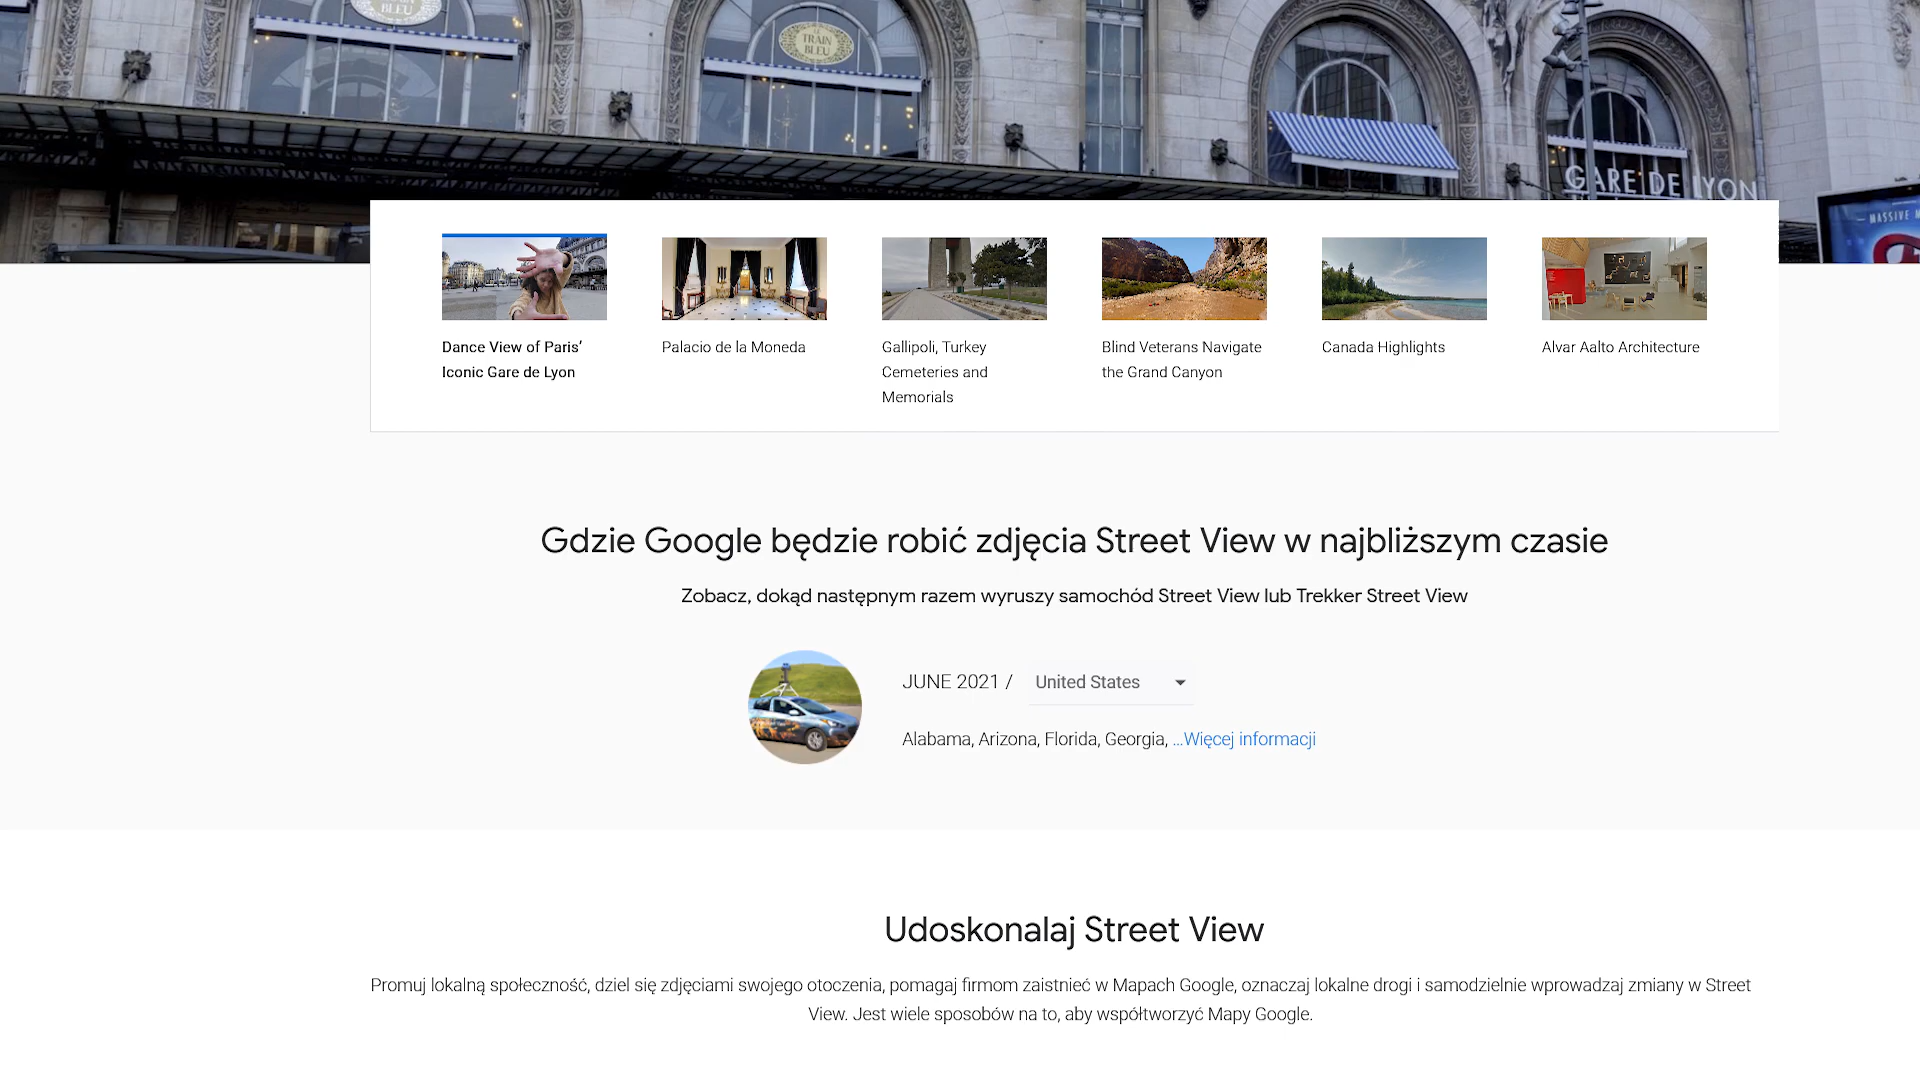 BLEU
TRAIN
BLEU
GARE DE LYON
MASSIVE
Dance View of Paris’
Iconic Gare de Lyon
Palacio de la Moneda
Gallipoli, Turkey
Cemeteries and
Memorials
Blind Veterans Navigate
the Grand Canyon
Canada Highlights
Alvar Aalto Architecture
Gdzie Google będzie robić zdjęcia Street View w najbliższym czasie
Zobacz, dokąd następnym razem wyruszy samochód Street View lub Trekker Street View
JUNE 2021 / United States
Alabama, Arizona, Florida, Georgia, ...Więcej informacji
Udoskonalaj Street View
Promuj lokalną społeczność, dziel się zdjęciami swojego otoczenia, pomagaj firmom zaistnieć w Mapach Google, oznaczaj lokalne drogi i samodzielnie wprowadzaj zmiany w Street
View. Jest wiele sposobów na to, aby współtworzyć Mapy Google.